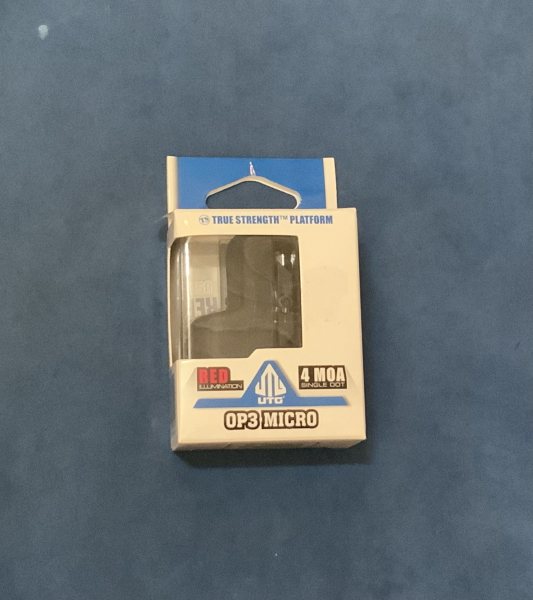 TRUE STRENGTH™ PLATFORM
RED
ILLUMINATION
4 MOA
SINGLE DOT
UTG
OP3 MICRO